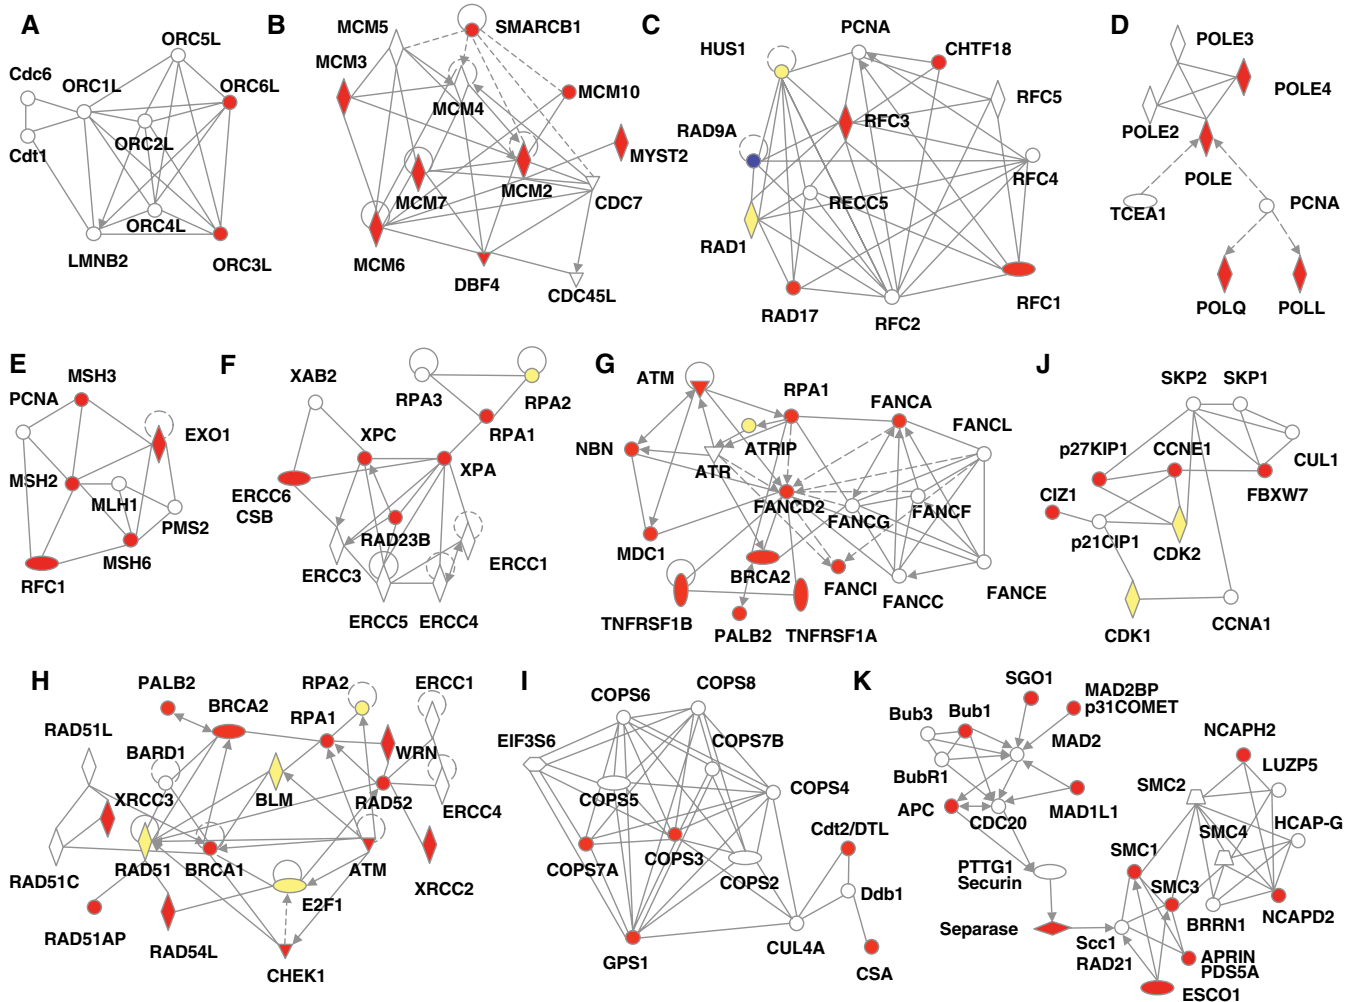 A
ORC5L
Cdc6
ORC1L
ORC6L
ORC2L
Cdt1
ORC4L
LMNB2
ORC3L
B
MCM5
SMARCB1
MCM3
MCM10
MCM4
MYST2
MCM2
MCM7
CDC7
MCM6
DBF4
CDC45L
C
PCNA
HUS1
CHTF18
RFC5
RFC3
RAD9A
RFC4
RECC5
RAD1
RFC1
RAD17
RFC2
D
POLE3
POLE4
POLE2
POLE
TCEA1
PCNA
POLQ
POLL
E
MSH3
PCNA
EXO1
MSH2
MLH1
PMS2
MSH6
RFC1
F
XAB2
RPA3
RPA2
RPA1
XPC
XPA
ERCC6
CSB
RAD23B
ERCC3
ERCC1
ERCC5
ERCC4
G
ATM
RPA1
FANCA
FANCL
NBN
ATRIP
ATR
FANCD2
FANCG
FANCF
MDC1
BRCA2
FANCI
FANCC
FANCE
TNFRSF1B
PALB2
TNFRSF1A
J
SKP2
SKP1
p27KIP1
CCNE1
CUL1
FBXW7
CIZ1
p21CIP1
CDK2
CDK1
CCNA1
H
PALB2
BRCA2
RPA2
ERCC1
RPA1
RAD51L
BARD1
WRN
XRCC3
BLM
RAD52
ERCC4
RAD51C
RAD51
BRCA1
ATM
XRCC2
E2F1
RAD51AP
RAD54L
CHEK1
I
COPS6
COPS8
EIF3S6
COPS7B
COPS5
COPS4
COPS7A
COPS3
COPS2
Cdt2/DTL
Ddb1
CUL4A
GPS1
CSA
K
SGO1
MAD2BP
p31COMET
Bub3
Bub1
MAD2
NCAPH2
BubR1
SMC2
LUZP5
APC
CDC20
MAD1L1
SMC4
HCAP-G
PTTG1
Securin
SMC1
SMC3
BRRN1
NCAPD2
Separase
Scc1
RAD21
APRIN
PDS5A
ESCO1